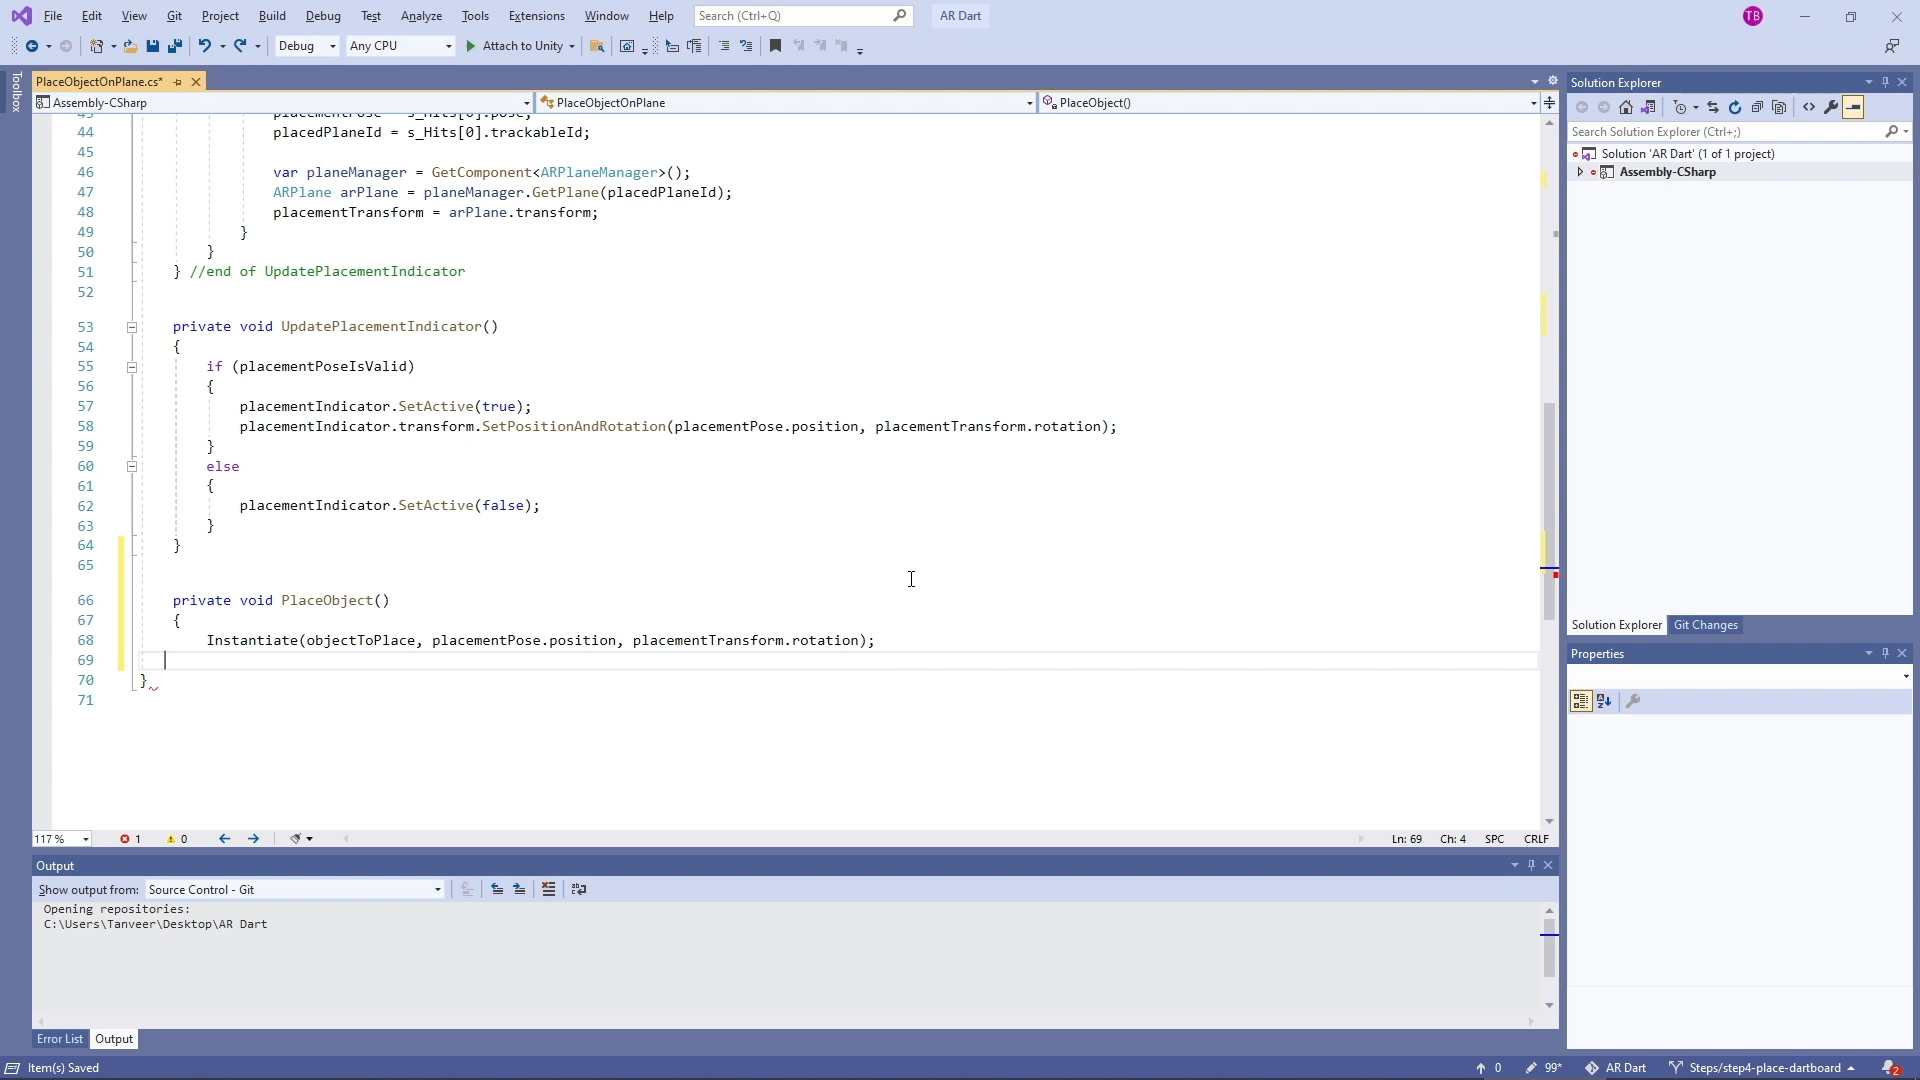 File Edit View Git Project Build Debug Test Analyze Tools Extensions Window Help Search (Ctrl+Q) AR Dart TB
Debug Any CPU Attach to Unity
Toolbox
PlaceObjectOnPlane.cs*
Assembly-CSharp PlaceObjectOnPlane PlaceObject()
43 placementPose = s_Hits[0].pose;
44 placedPlaneId = s_Hits[0].trackableId;
45
46 var planeManager = GetComponent<ARPlaneManager>();
47 ARPlane arPlane = planeManager.GetPlane(placedPlaneId);
48 placementTransform = arPlane.transform;
49 }
50 }
51 } //end of UpdatePlacementIndicator
52
53 private void UpdatePlacementIndicator()
54 {
55 if (placementPoseIsValid)
56 {
57 placementIndicator.SetActive(true);
58 placementIndicator.transform.SetPositionAndRotation(placementPose.position, placementTransform.rotation);
59 }
60 else
61 {
62 placementIndicator.SetActive(false);
63 }
64 }
65
66 private void PlaceObject()
67 {
68 Instantiate(objectToPlace, placementPose.position, placementTransform.rotation);
69
70 }
71
117 % 1 0 Ln: 69 Ch: 4 SPC CRLF
Output
Show output from: Source Control - Git
Opening repositories:
C:\Users\Tanveer\Desktop\AR Dart
Error List Output
Solution Explorer
Search Solution Explorer (Ctrl+;)
Solution 'AR Dart' (1 of 1 project)
Assembly-CSharp
Solution Explorer Git Changes
Properties
Item(s) Saved 0 99* AR Dart Steps/step4-place-dartboard 2